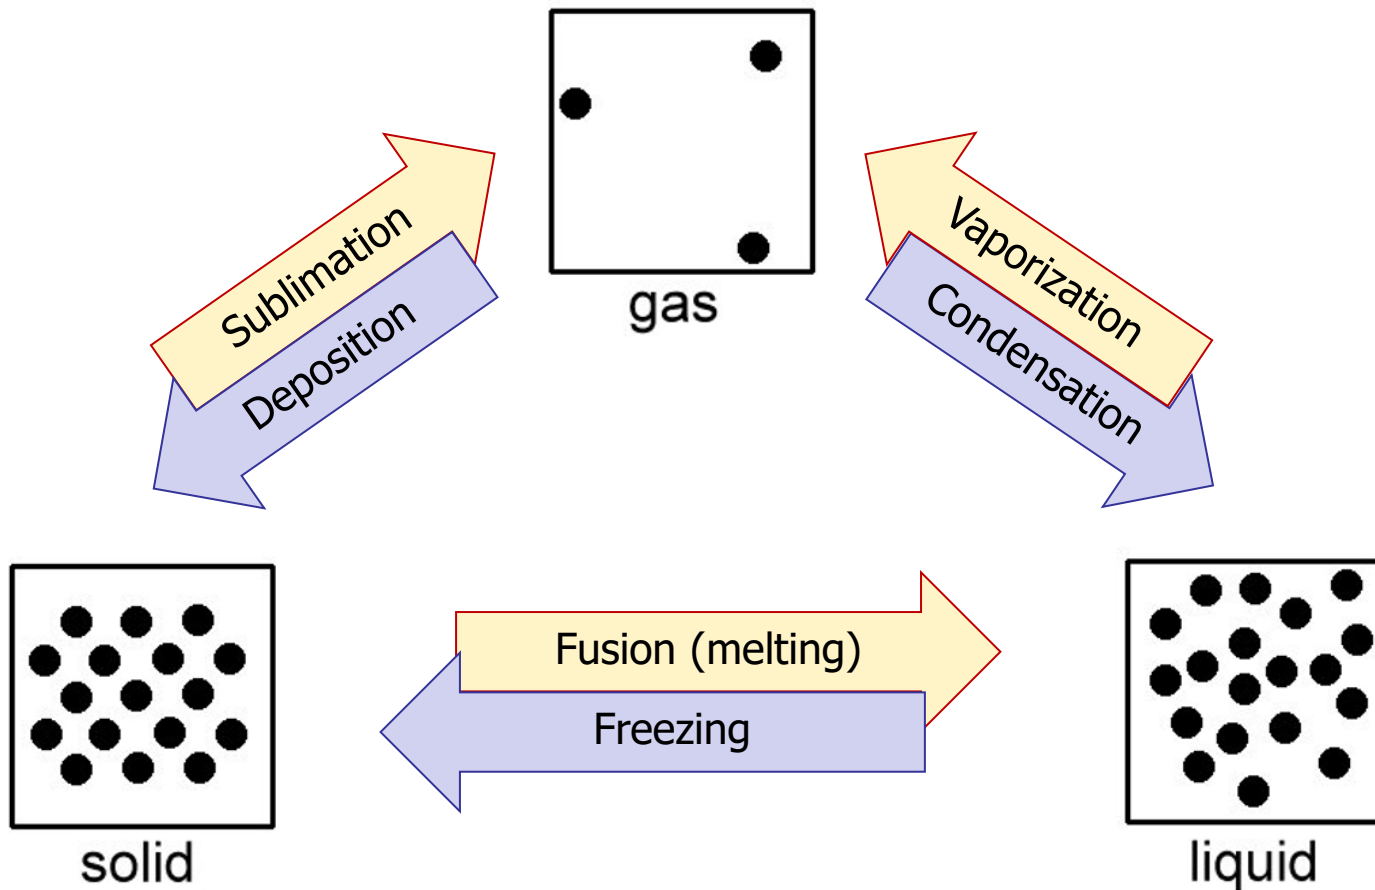 gas
Sublimation
Deposition
Vaporization
Condensation
Fusion (melting)
Freezing
solid
liquid